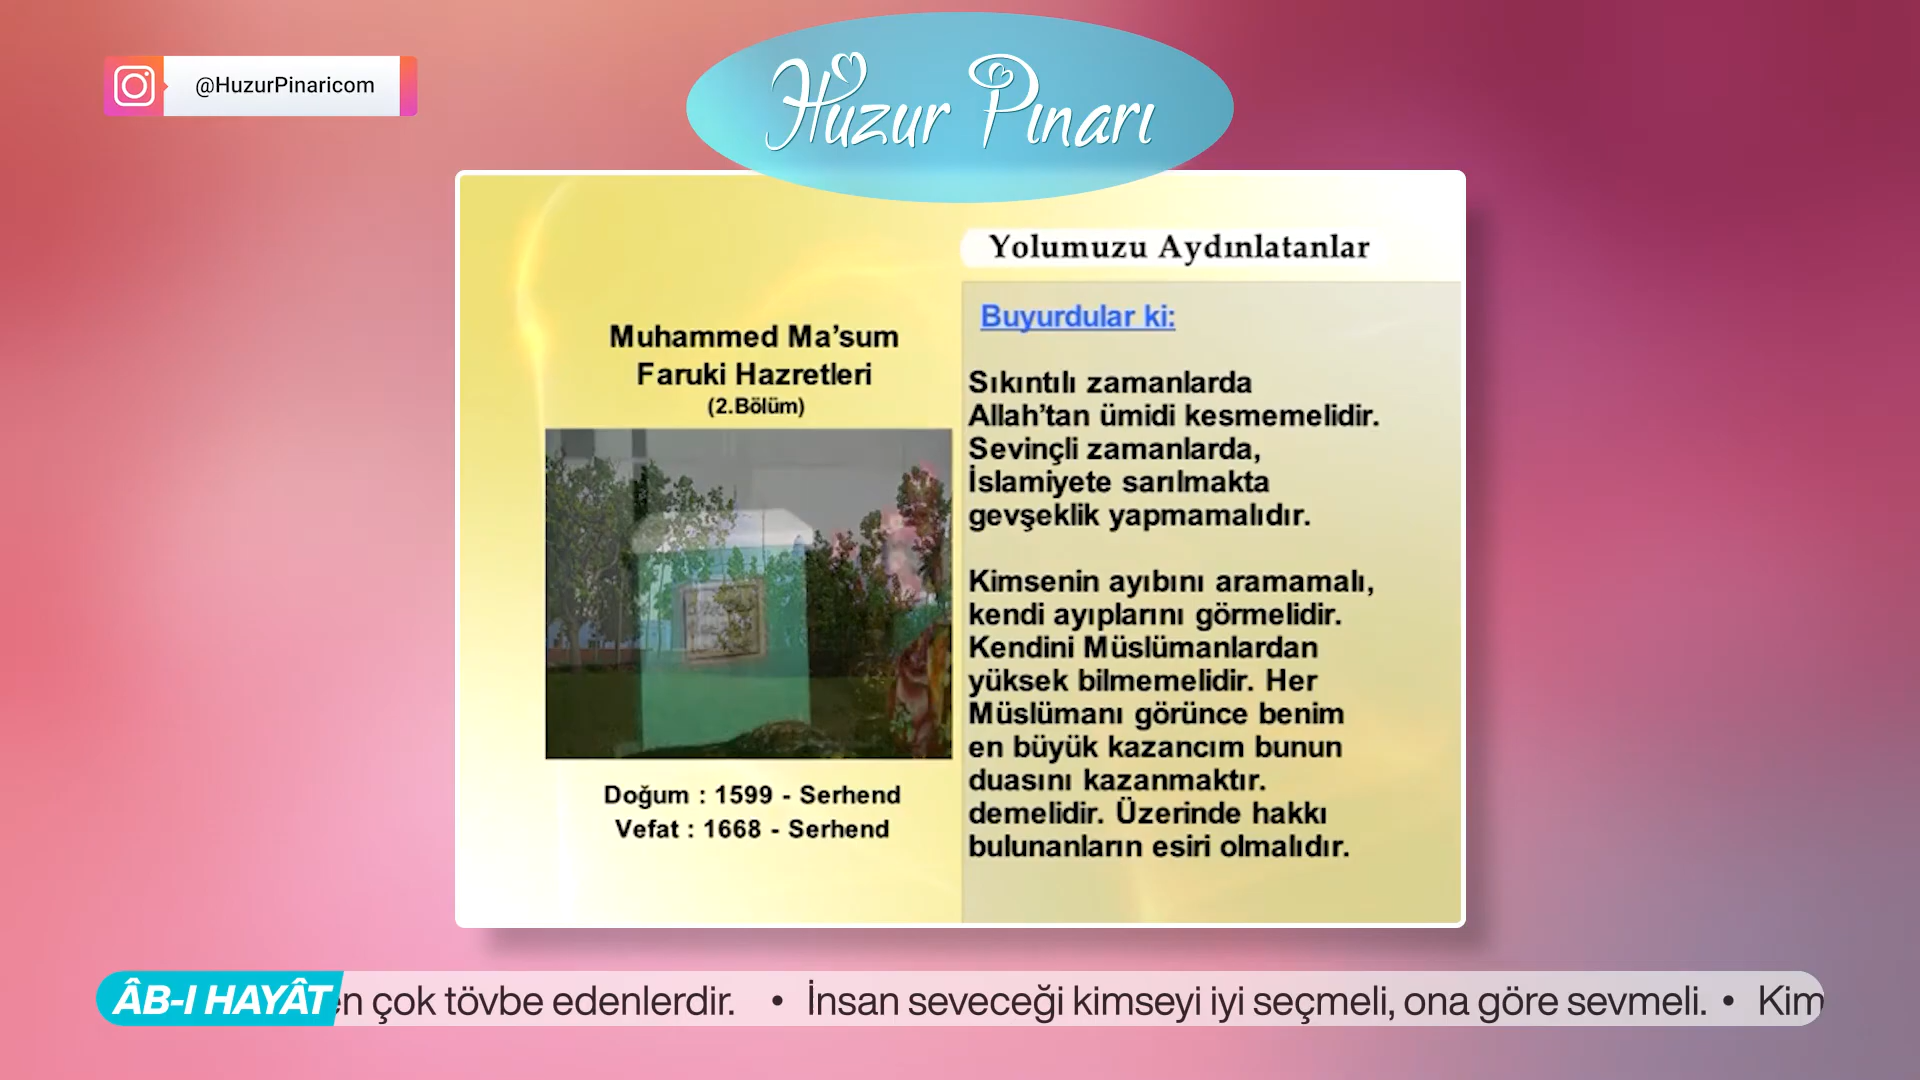 @HuzurPinaricom
Huzur Pınarı
Yolumuzu Aydınlatanlar
Muhammed Ma’sum
Faruki Hazretleri
(2.Bölüm)
Doğum : 1599 - Serhend
Vefat : 1668 - Serhend
Buyurdular ki:
Sıkıntılı zamanlarda
Allah’tan ümidi kesmemelidir.
Sevinçli zamanlarda,
İslamiyete sarılmakta
gevşeklik yapmamalıdır.
Kimsenin ayıbını aramamalı,
kendi ayıplarını görmelidir.
Kendini Müslümanlardan
yüksek bilmemelidir. Her
Müslümanı görünce benim
en büyük kazancım bunun
duasını kazanmaktır.
demelidir. Üzerinde hakkı
bulunanların esiri olmalıdır.
ÂB-I HAYÂT
çok tövbe edenlerdir. • İnsan seveceği kimseyi iyi seçmeli, ona göre sevmeli. •